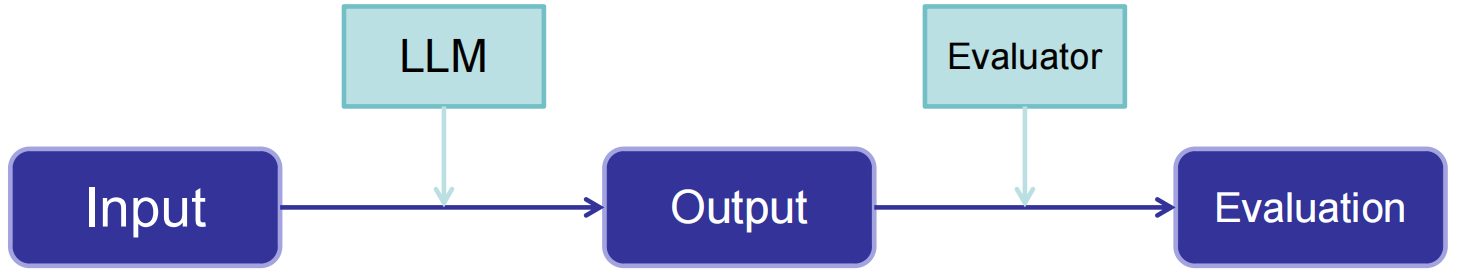 LLM
Evaluator
Input
Output
Evaluation